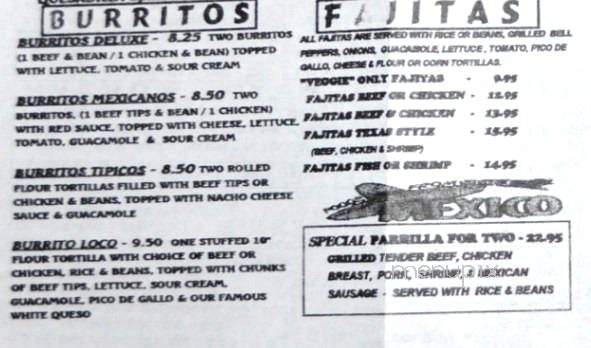 BURRITOS
BURRITOS DELUXE - 8.25 TWO BURRITOS
(1 BEEF & BEAN / 1 CHICKEN & BEAN) TOPPED
WITH LETTUCE, TOMATO & SOUR CREAM
BURRITOS MEXICANOS - 8.50 TWO
BURRITOS, (1 BEEF TIPS & BEAN / 1 CHICKEN)
WITH RED SAUCE, TOPPED WITH CHEESE, LETTUCE,
TOMATO, GUACAMOLE & SOUR CREAM
BURRITOS TIPICOS - 8.50 TWO ROLLED
FLOUR TORTILLAS FILLED WITH BEEF TIPS OR
CHICKEN & BEANS, TOPPED WITH NACHO CHEESE
SAUCE & GUACAMOLE
BURRITO LOCO - 9.50 ONE STUFFED 10"
FLOUR TORTILLA WITH CHOICE OF BEEF OR
CHICKEN, RICE & BEANS, TOPPED WITH CHUNKS
OF BEEF TIPS, LETTUCE, SOUR CREAM,
GUACAMOLE, PICO DE GALLO & OUR FAMOUS
WHITE QUESO
FAJITAS
ALL FAJITAS ARE SERVED WITH RICE OR BEANS, GRILLED BELL
PEPPERS, ONIONS, GUACAMOLE, LETTUCE, TOMATO, PICO DE
GALLO, CHEESE & FLOUR OR CORN TORTILLAS.
"VEGGIE" ONLY FAJITAS - 9.95
FAJITAS BEEF OR CHICKEN - 12.95
FAJITAS BEEF & CHICKEN - 13.95
FAJITAS TEXAS STYLE - 15.95
(BEEF, CHICKEN & SHRIMP)
FAJITAS FISH OR SHRIMP - 14.95
MEXICO
SPECIAL PARRILLA FOR TWO - 22.95
GRILLED TENDER BEEF, CHICKEN
BREAST, PORK, SHRIMP, & MEXICAN
SAUSAGE - SERVED WITH RICE & BEANS